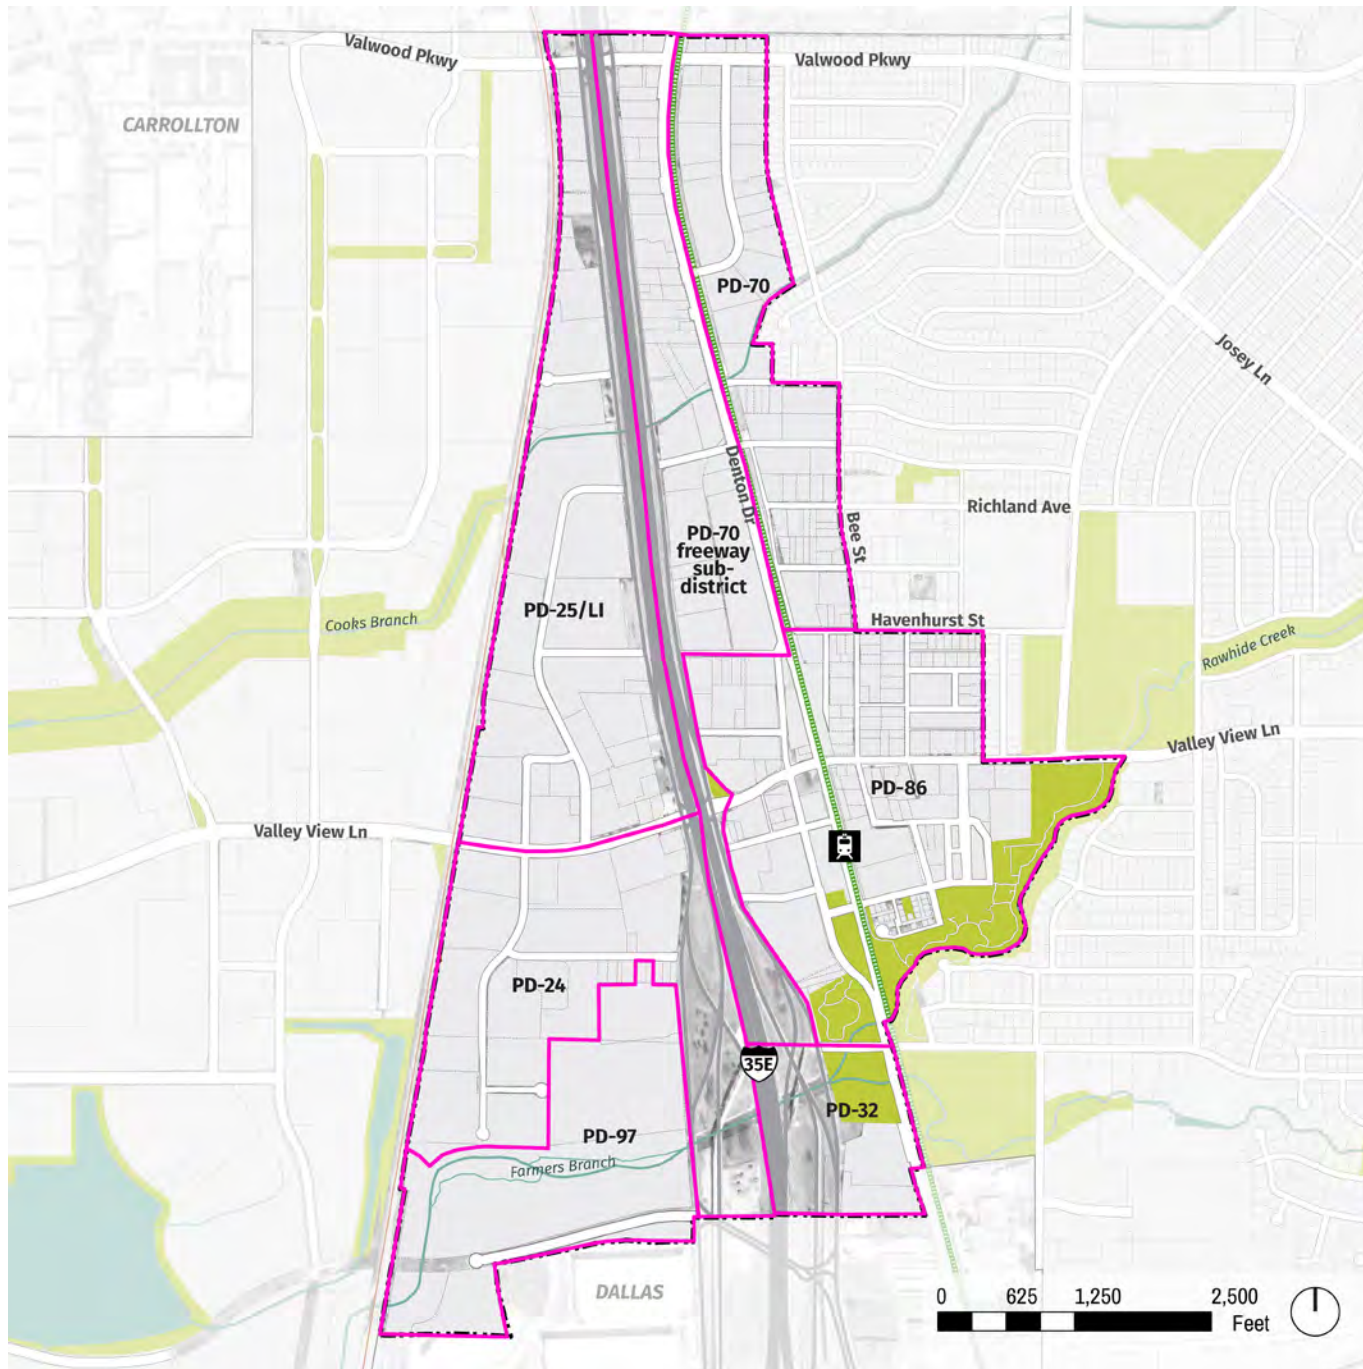 Valwood Pkwy
Valwood Pkwy
CARROLLTON
PD-70
Josey Ln
Denton Dr
Richland Ave
Bee St
PD-70
freeway
sub-
district
PD-25/LI
Cooks Branch
Havenhurst St
Rawhide Creek
Valley View Ln
PD-86
Valley View Ln
PD-24
35E
PD-32
PD-97
Farmers Branch
DALLAS
0 625 1,250 2,500
Feet